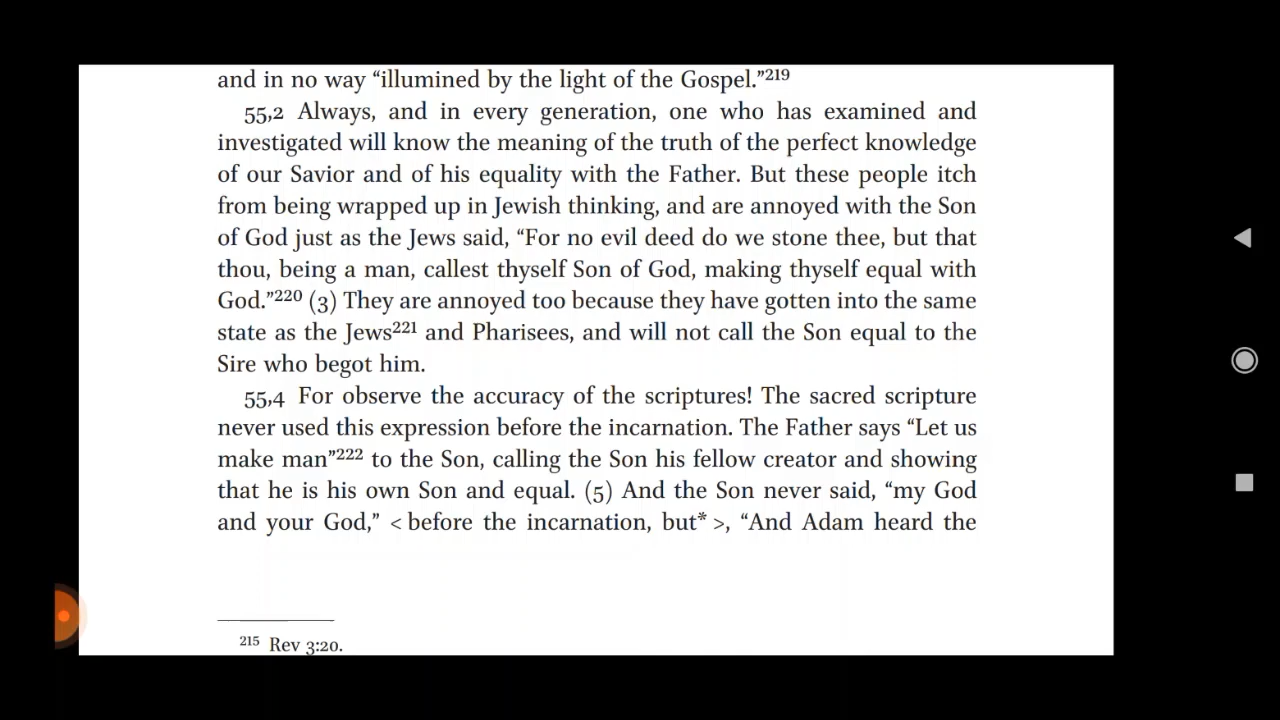 and in no way “illumined by the light of the Gospel.”219
55,2 Always, and in every generation, one who has examined and
investigated will know the meaning of the truth of the perfect knowledge
of our Savior and of his equality with the Father. But these people itch
from being wrapped up in Jewish thinking, and are annoyed with the Son
of God just as the Jews said, “For no evil deed do we stone thee, but that
thou, being a man, callest thyself Son of God, making thyself equal with
God.”220 (3) They are annoyed too because they have gotten into the same
state as the Jews221 and Pharisees, and will not call the Son equal to the
Sire who begot him.
55,4 For observe the accuracy of the scriptures! The sacred scripture
never used this expression before the incarnation. The Father says “Let us
make man”222 to the Son, calling the Son his fellow creator and showing
that he is his own Son and equal. (5) And the Son never said, “my God
and your God,” < before the incarnation, but* >, “And Adam heard the
215 Rev 3:20.